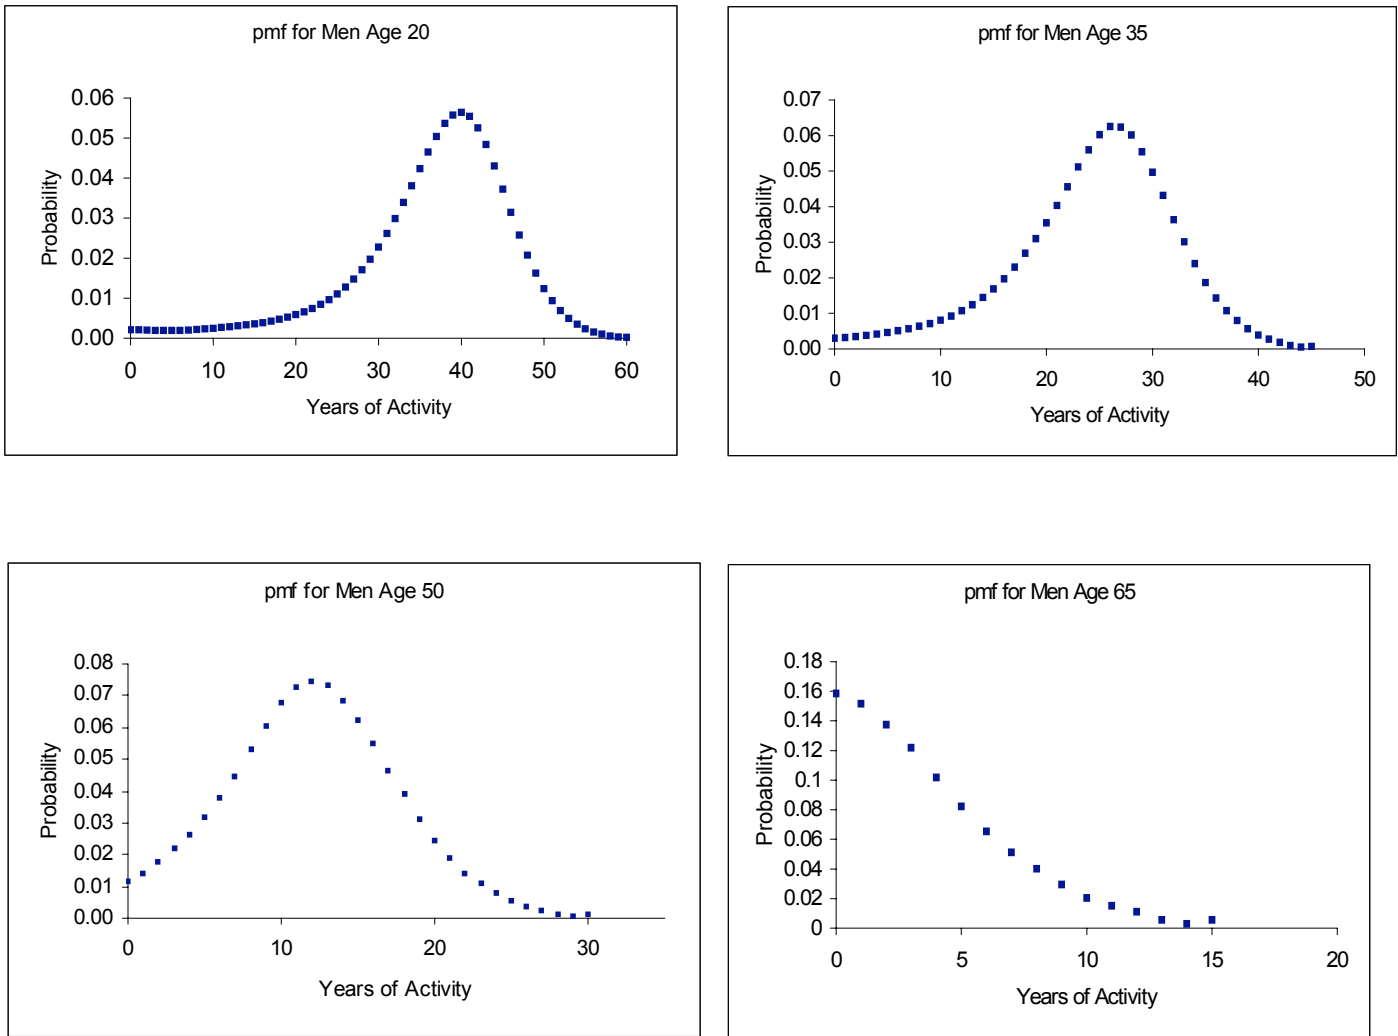 pmf for Men Age 20
0.06
0.05
0.04
0.03
0.02
0.01
0.00
Probability
0 10 20 30 40 50 60
Years of Activity
pmf for Men Age 35
0.07
0.06
0.05
0.04
0.03
0.02
0.01
0.00
Probability
0 10 20 30 40 50
Years of Activity
pmf for Men Age 50
0.08
0.07
0.06
0.05
0.04
0.03
0.02
0.01
0.00
Probability
0 10 20 30
Years of Activity
pmf for Men Age 65
0.18
0.16
0.14
0.12
0.1
0.08
0.06
0.04
0.02
0
Probability
0 5 10 15 20
Years of Activity